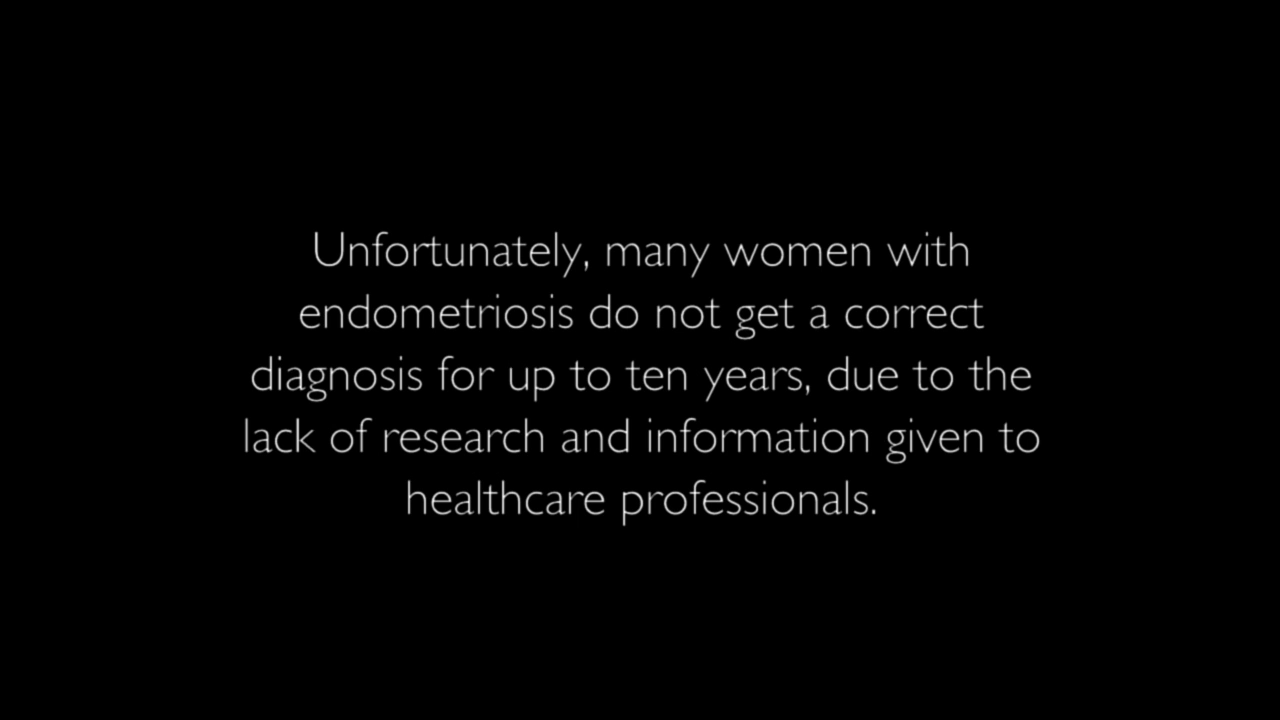 Unfortunately, many women with
endometriosis do not get a correct
diagnosis for up to ten years, due to the
lack of research and information given to
healthcare professionals.